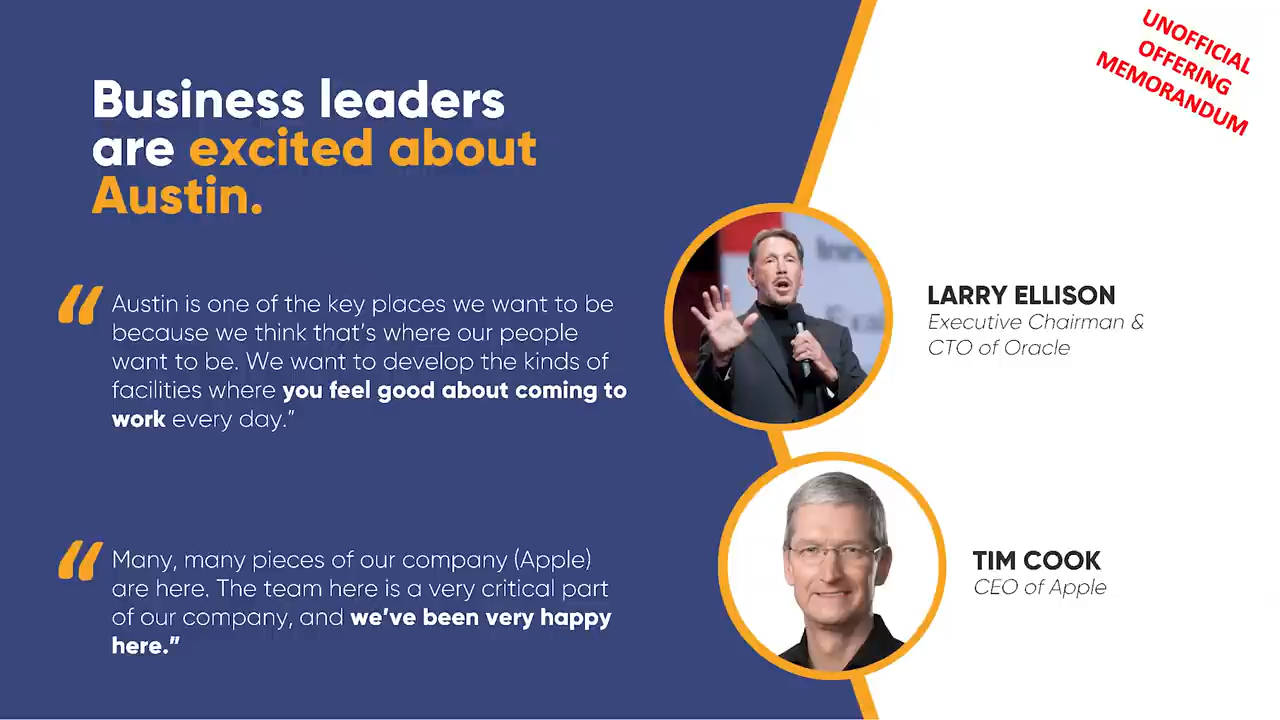 UNOFFICIAL
OFFERING
MEMORANDUM
Business leaders
are excited about
Austin.
“Austin is one of the key places we want to be
because we think that’s where our people
want to be. We want to develop the kinds of
facilities where you feel good about coming to
work every day.”
LARRY ELLISON
Executive Chairman &
CTO of Oracle
“Many, many pieces of our company (Apple)
are here. The team here is a very critical part
of our company, and we’ve been very happy
here.”
TIM COOK
CEO of Apple